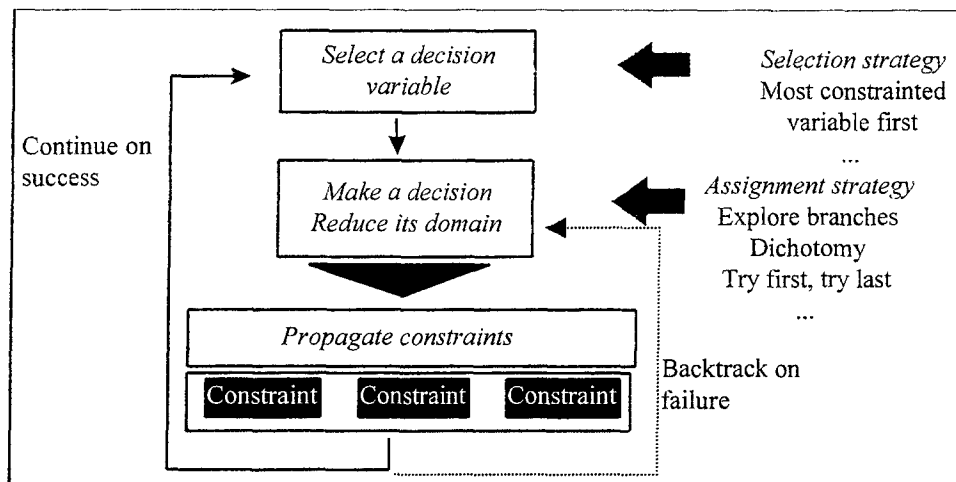 Select a decision
variable
Selection strategy
Most constrainted
variable first
...
Continue on
success
Make a decision
Reduce its domain
Assignment strategy
Explore branches
Dichotomy
Try first, try last
...
Propagate constraints
Constraint
Constraint
Constraint
Backtrack on
failure